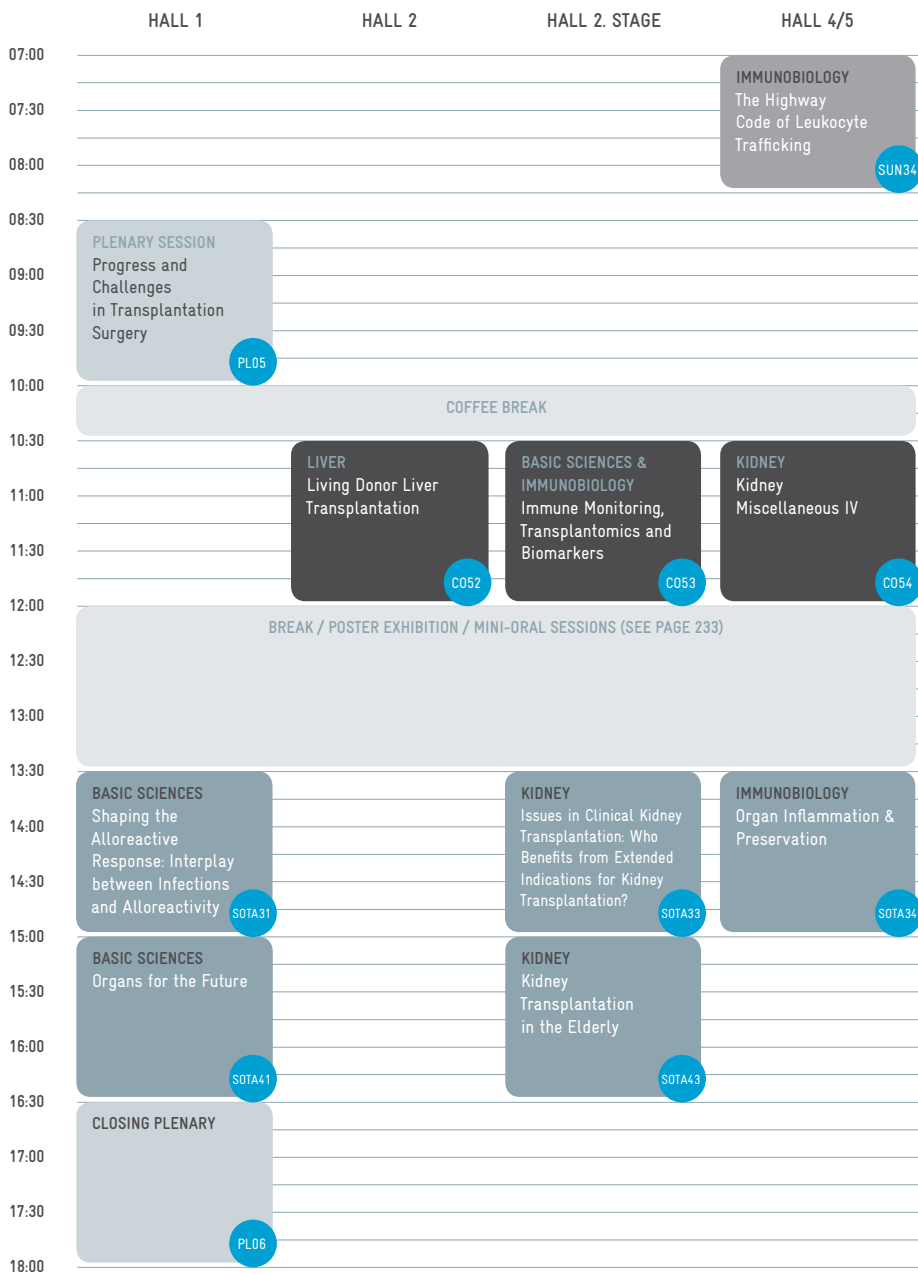 HALL 1
HALL 2
HALL 2. STAGE
HALL 4/5
07:00
IMMUNOBIOLOGY
The Highway
Code of Leukocyte
Trafficking
SUN34
07:30
08:00
08:30
PLENARY SESSION
Progress and
Challenges
in Transplantation
Surgery
PL05
09:00
09:30
10:00
COFFEE BREAK
10:30
LIVER
Living Donor Liver
Transplantation
CO52
BASIC SCIENCES &
IMMUNOBIOLOGY
Immune Monitoring,
Transplantomics and
Biomarkers
CO53
KIDNEY
Kidney
Miscellaneous IV
CO54
11:00
11:30
12:00
BREAK / POSTER EXHIBITION / MINI-ORAL SESSIONS (SEE PAGE 233)
12:30
13:00
13:30
BASIC SCIENCES
Shaping the
Alloreactive
Response: Interplay
between Infections
and Alloreactivity
SOTA31
KIDNEY
Issues in Clinical Kidney
Transplantation: Who
Benefits from Extended
Indications for Kidney
Transplantation?
SOTA33
IMMUNOBIOLOGY
Organ Inflammation &
Preservation
SOTA34
14:00
14:30
15:00
BASIC SCIENCES
Organs for the Future
SOTA41
KIDNEY
Kidney
Transplantation
in the Elderly
SOTA43
15:30
16:00
16:30
CLOSING PLENARY
PL06
17:00
17:30
18:00